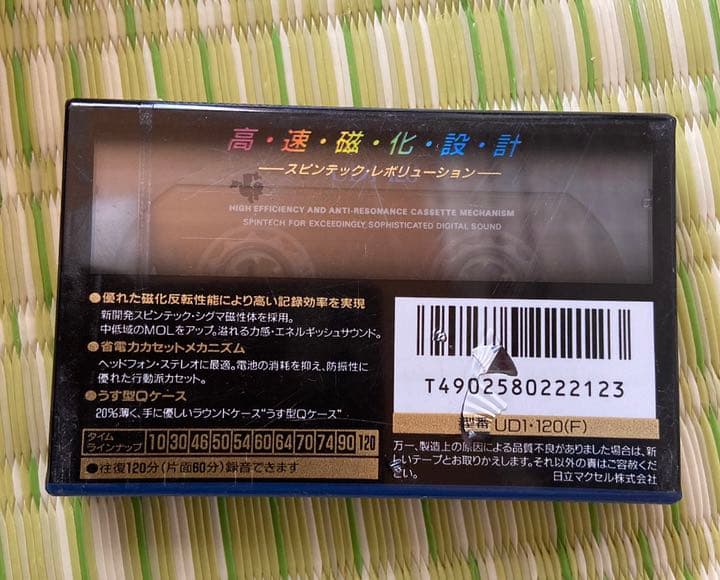 高・速・磁・化・設・計
スピンテック・レボリューション
HIGH EFFICIENCY AND ANTI-RESONANCE CASSETTE MECHANISM
SPINTECH FOR EXCEEDINGLY SOPHISTICATED DIGITAL SOUND
●優れた磁化反転性能により高い記録効率を実現
新開発スピンテック・シグマ磁性体を採用。
中低域のMOLをアップ。溢れる力感・エネルギッシュサウンド。
●省電力カセットメカニズム
ヘッドフォン・ステレオに最適。電池の消耗を抑え、防振性に
優れた行動派カセット。
●うす型Qケース
20%薄く、手に優しいラウンドケース“うす型Qケース”
タイム
ラインナップ
10 30 46 50 54 60 64 70 74 90 120
●往復120分(片面60分)録音できます
T4902580222123
型番 UD1・120(F)
万一、製造上の原因による品質不良がありました場合は、新
しいテープとお取りかえします。それ以外の責はご容赦くだ
さい。
日立マクセル株式会社